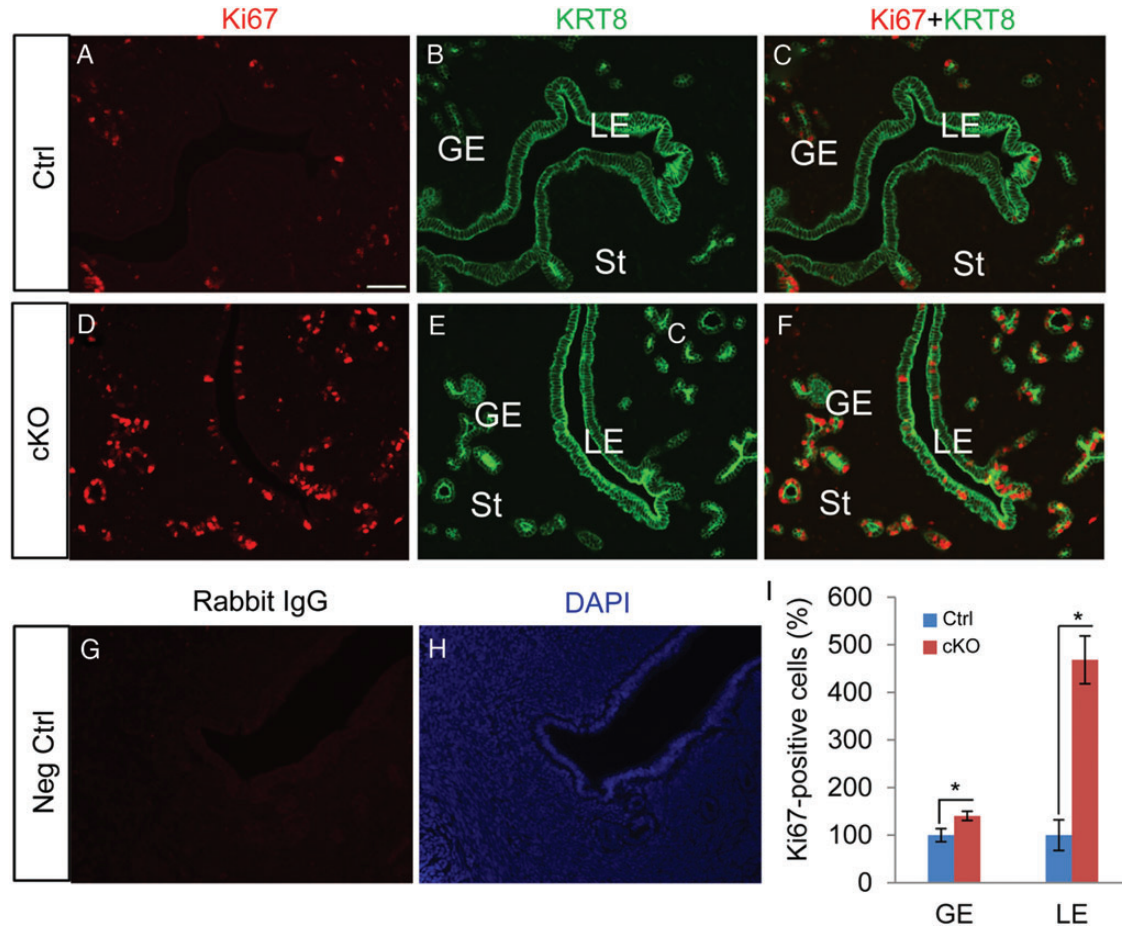 Ki67 KRT8 Ki67+KRT8
Ctrl
A
B
GE
LE
St
C
GE
LE
St
cKO
D
E
C
GE
LE
St
F
GE
LE
St
Rabbit IgG DAPI
Neg Ctrl
G
H
I
Ki67-positive cells (%)
600
500
400
300
200
100
0
Ctrl
cKO
*
*
GE LE